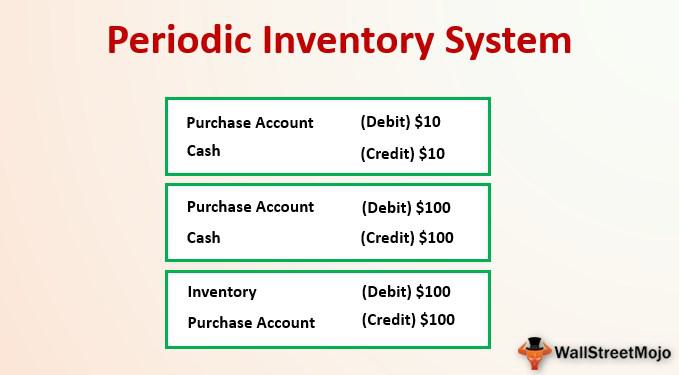 Periodic Inventory System
Purchase Account (Debit) $10
Cash (Credit) $10
Purchase Account (Debit) $100
Cash (Credit) $100
Inventory (Debit) $100
Purchase Account (Credit) $100
WallStreetMojo